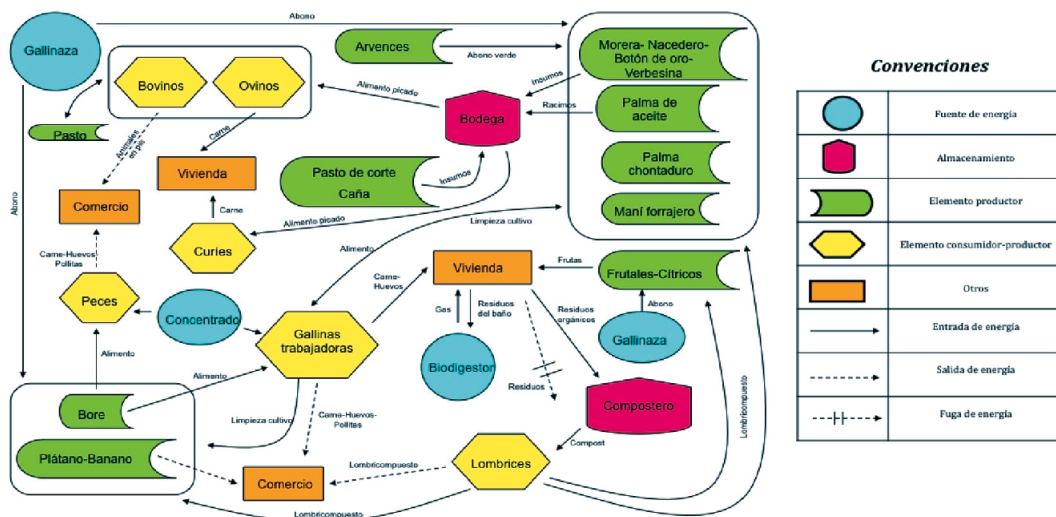 Gallinaza
Abono
Arvences
Abono verde
Morera- Nacedero-
Botón de oro-
Verbesina
Bovinos
Ovinos
Alimento picado
Insumos
Racimos
Bodega
Palma de
aceite
Pasto
Animales
en pie
Carne
Vivienda
Comercio
Carne
Curíes
Pasto de corte
Caña
Insumos
Palma
chontaduro
Maní forrajero
Abono
Alimento picado
Limpieza cultivo
Alimento
Carne-Huevos-
Pollitas
Peces
Concentrado
Gallinas
trabajadoras
Carne-
Huevos
Vivienda
Frutas
Frutales-Cítricos
Abono
Gallinaza
Gas
Residuos
del baño
Biodigestor
Residuos
orgánicos
Residuos
Compostero
Compost
Lombrices
Lombricompuesto
Alimento
Bore
Alimento
Plátano-Banano
Limpieza cultivo
Carne-Huevos-
Pollitas
Comercio
Lombricompuesto
Lombricompuesto
Convenciones
Fuente de energía
Almacenamiento
Elemento productor
Elemento consumidor-productor
Otros
Entrada de energía
Salida de energía
Fuga de energía